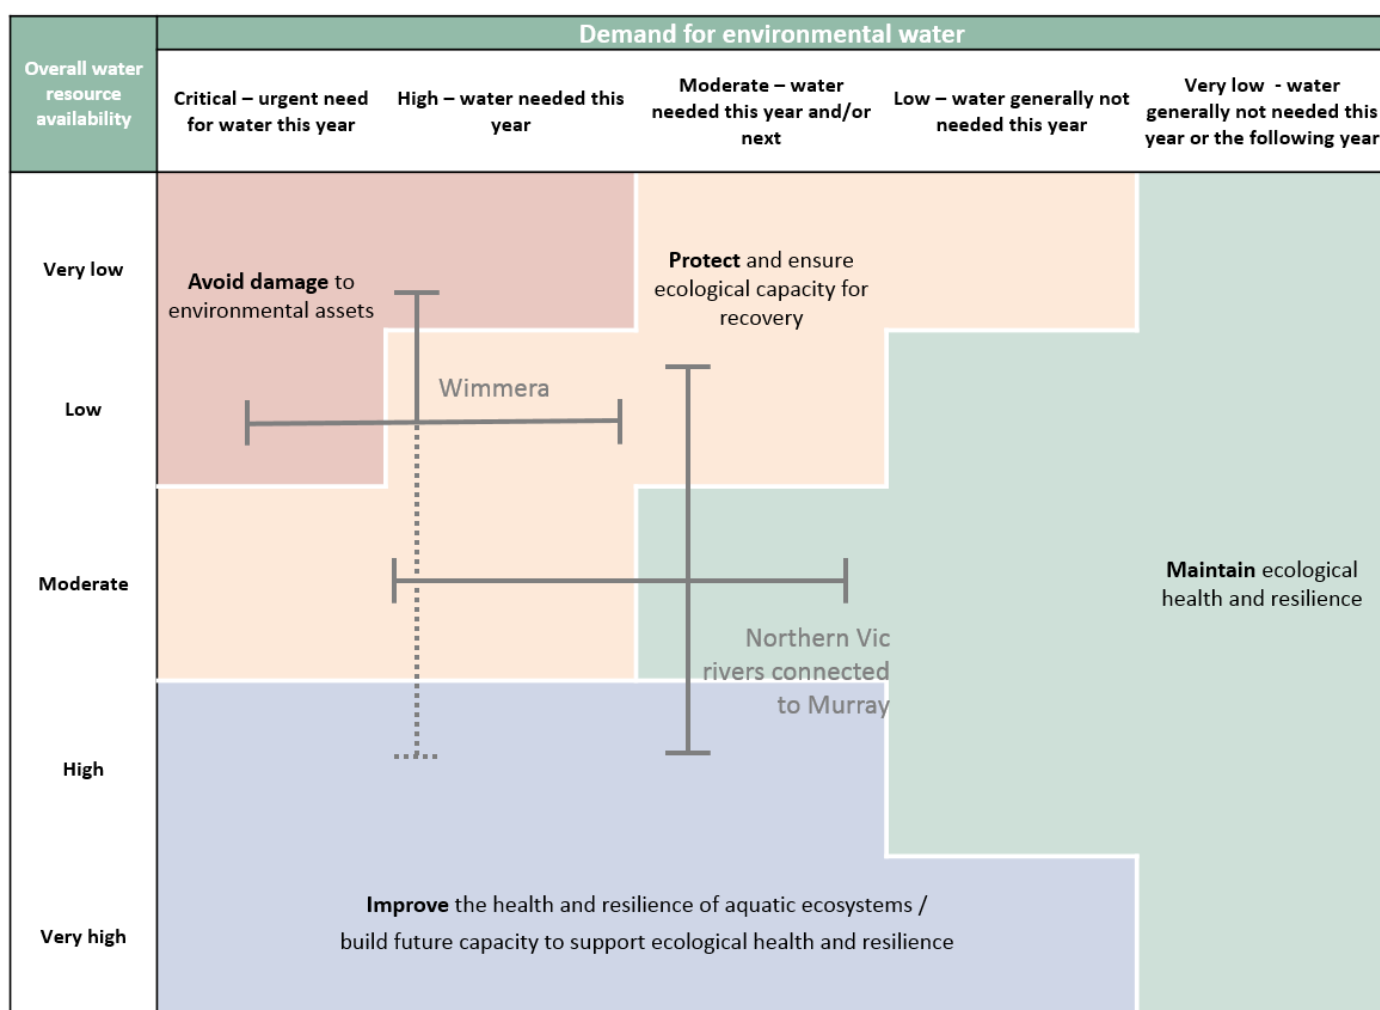 Demand for environmental water
Overall water
resource
availability
Critical – urgent need
for water this year
High – water needed this
year
Moderate – water
needed this year and/or
next
Low – water generally not
needed this year
Very low  - water
generally not needed this
year or the following year
Very low
Avoid damage to
environmental assets
Protect and ensure
ecological capacity for
recovery
Low
Wimmera
Moderate
Maintain ecological
health and resilience
Northern Vic
rivers connected
to Murray
High
Very high
Improve the health and resilience of aquatic ecosystems /
build future capacity to support ecological health and resilience